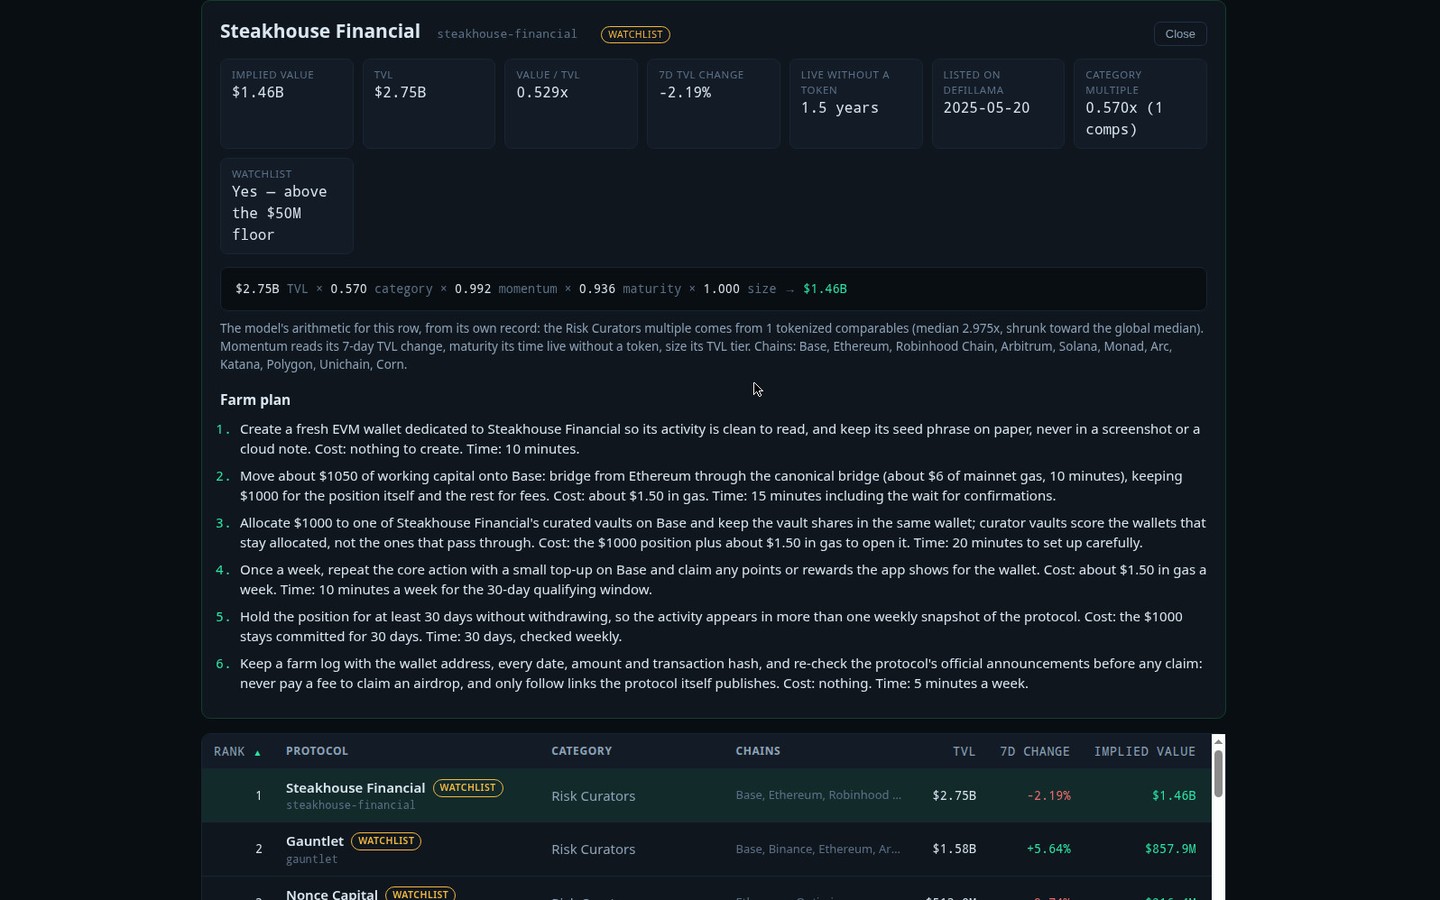 Steakhouse Financial steakhouse-financial WATCHLIST Close
IMPLIED VALUE
$1.46B
TVL
$2.75B
VALUE / TVL
0.529x
7D TVL CHANGE
-2.19%
LIVE WITHOUT A
TOKEN
1.5 years
LISTED ON
DEFILLAMA
2025-05-20
CATEGORY
MULTIPLE
0.570x (1
comps)
WATCHLIST
Yes — above
the $50M
floor
$2.75B TVL × 0.570 category × 0.992 momentum × 0.936 maturity × 1.000 size → $1.46B
The model's arithmetic for this row, from its own record: the Risk Curators multiple comes from 1 tokenized comparables (median 2.975x, shrunk toward the global median).
Momentum reads its 7-day TVL change, maturity its time live without a token, size its TVL tier. Chains: Base, Ethereum, Robinhood Chain, Arbitrum, Solana, Monad, Arc,
Katana, Polygon, Unichain, Corn.
Farm plan
1. Create a fresh EVM wallet dedicated to Steakhouse Financial so its activity is clean to read, and keep its seed phrase on paper, never in a screenshot or a
cloud note. Cost: nothing to create. Time: 10 minutes.
2. Move about $1050 of working capital onto Base: bridge from Ethereum through the canonical bridge (about $6 of mainnet gas, 10 minutes), keeping
$1000 for the position itself and the rest for fees. Cost: about $1.50 in gas. Time: 15 minutes including the wait for confirmations.
3. Allocate $1000 to one of Steakhouse Financial's curated vaults on Base and keep the vault shares in the same wallet; curator vaults score the wallets that
stay allocated, not the ones that pass through. Cost: the $1000 position plus about $1.50 in gas to open it. Time: 20 minutes to set up carefully.
4. Once a week, repeat the core action with a small top-up on Base and claim any points or rewards the app shows for the wallet. Cost: about $1.50 in gas a
week. Time: 10 minutes a week for the 30-day qualifying window.
5. Hold the position for at least 30 days without withdrawing, so the activity appears in more than one weekly snapshot of the protocol. Cost: the $1000
stays committed for 30 days. Time: 30 days, checked weekly.
6. Keep a farm log with the wallet address, every date, amount and transaction hash, and re-check the protocol's official announcements before any claim:
never pay a fee to claim an airdrop, and only follow links the protocol itself publishes. Cost: nothing. Time: 5 minutes a week.
RANK ▲ PROTOCOL CATEGORY CHAINS TVL 7D CHANGE IMPLIED VALUE
1 Steakhouse Financial WATCHLIST Risk Curators Base, Ethereum, Robinhood ... $2.75B -2.19% $1.46B
steakhouse-financial
2 Gauntlet WATCHLIST Risk Curators Base, Binance, Ethereum, Ar... $1.58B +5.64% $857.9M
gauntlet
Nonce Capital WATCHLIST